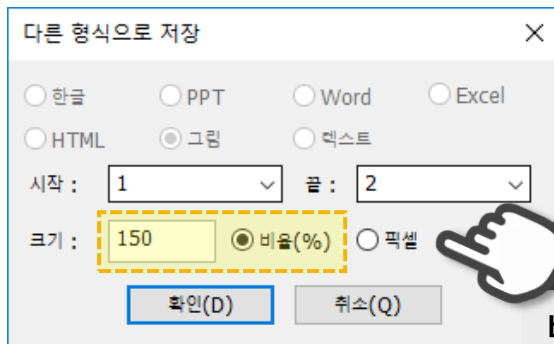 다른 형식으로 저장
한글 PPT Word Excel
HTML 그림 텍스트
시작 : 1 끝 : 2
크기 : 150 비율(%) 픽셀
확인(D) 취소(Q)